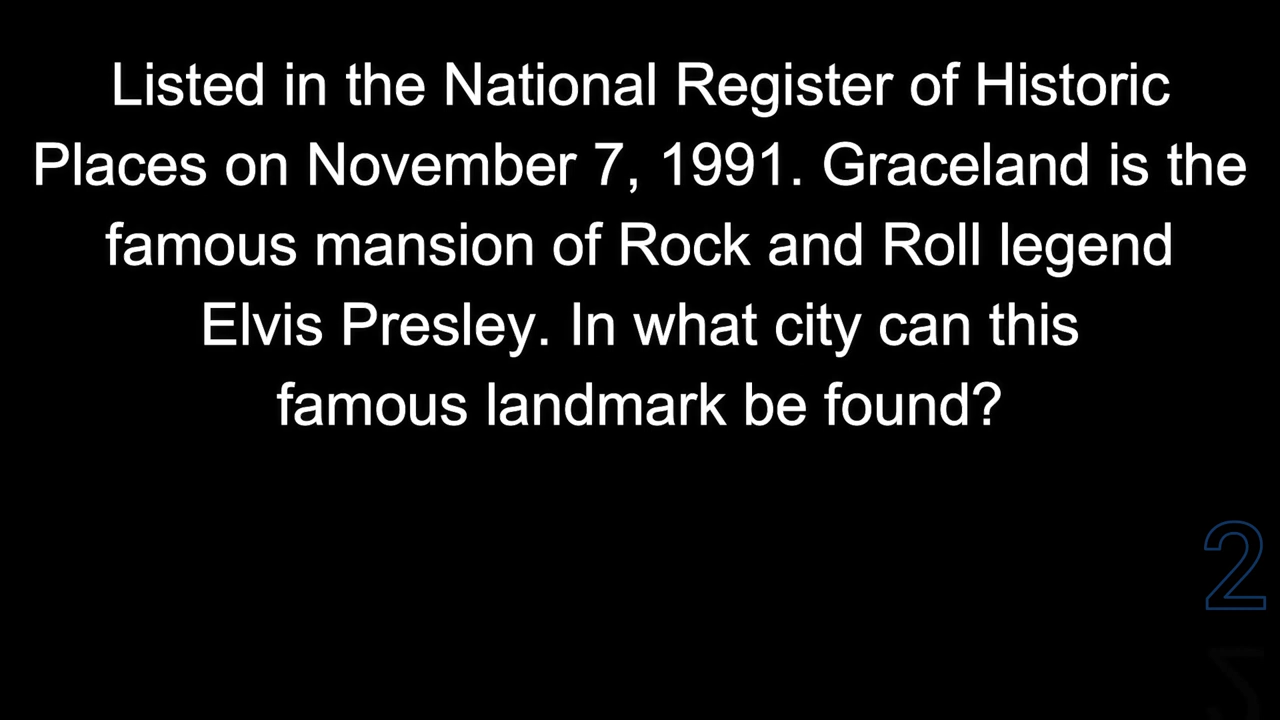 Listed in the National Register of Historic
Places on November 7, 1991. Graceland is the
famous mansion of Rock and Roll legend
Elvis Presley. In what city can this
famous landmark be found?
2